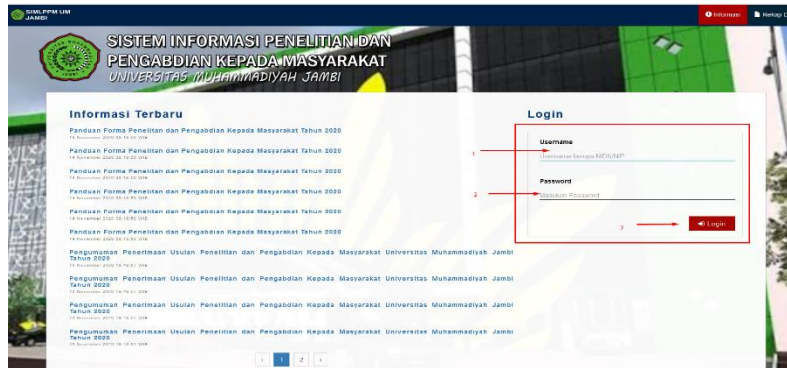 SIMLPPM UM
JAMBI
Informasi
Rekap D
SISTEM INFORMASI PENELITIAN DAN
PENGABDIAN KEPADA MASYARAKAT
UNIVERSITAS MUHAMMADIYAH JAMBI
Informasi Terbaru
Panduan Forma Penelitan dan Pengabdian Kepada Masyarakat Tahun 2020
Panduan Forma Penelitan dan Pengabdian Kepada Masyarakat Tahun 2020
Panduan Forma Penelitan dan Pengabdian Kepada Masyarakat Tahun 2020
Panduan Forma Penelitan dan Pengabdian Kepada Masyarakat Tahun 2020
Panduan Forma Penelitan dan Pengabdian Kepada Masyarakat Tahun 2020
Panduan Forma Penelitan dan Pengabdian Kepada Masyarakat Tahun 2020
Pengumuman Penerimaan Usulan Penelitian dan Pengabdian Kepada Masyarakat Universitas Muhammadiyah Jambi
Tahun 2020
Pengumuman Penerimaan Usulan Penelitian dan Pengabdian Kepada Masyarakat Universitas Muhammadiyah Jambi
Tahun 2020
Pengumuman Penerimaan Usulan Penelitian dan Pengabdian Kepada Masyarakat Universitas Muhammadiyah Jambi
Tahun 2020
Pengumuman Penerimaan Usulan Penelitian dan Pengabdian Kepada Masyarakat Universitas Muhammadiyah Jambi
Tahun 2020
‹ 1 2 ›
Login
Username
1
Username berupa NIDN/NIP
Password
2
Masukan Password
3
Login